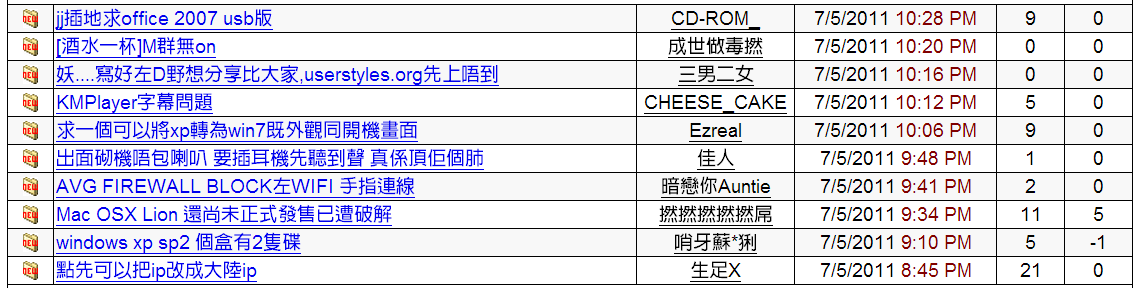 jj插地求office 2007 usb版 CD-ROM_ 7/5/2011 10:28 PM 9 0
[酒水一杯]M群無on 成世做毒撚 7/5/2011 10:20 PM 0 0
妖....寫好左D野想分享比大家,userstyles.org先上唔到 三男二女 7/5/2011 10:16 PM 0 0
KMPlayer字幕問題 CHEESE_CAKE 7/5/2011 10:12 PM 5 0
求一個可以將xp轉為win7既外觀同開機畫面 Ezreal 7/5/2011 10:06 PM 9 0
出面砌機唔包喇叭 要插耳機先聽到聲 真係頂佢個肺 佳人 7/5/2011 9:48 PM 1 0
AVG FIREWALL BLOCK左WIFI 手指連線 暗戀你Auntie 7/5/2011 9:41 PM 2 0
Mac OSX Lion 還尚未正式發售已遭破解 撚撚撚撚撚屌 7/5/2011 9:34 PM 11 5
windows xp sp2 個盒有2隻碟 哨牙蘇*猁 7/5/2011 9:10 PM 5 -1
點先可以把ip改成大陸ip 生足X 7/5/2011 8:45 PM 21 0